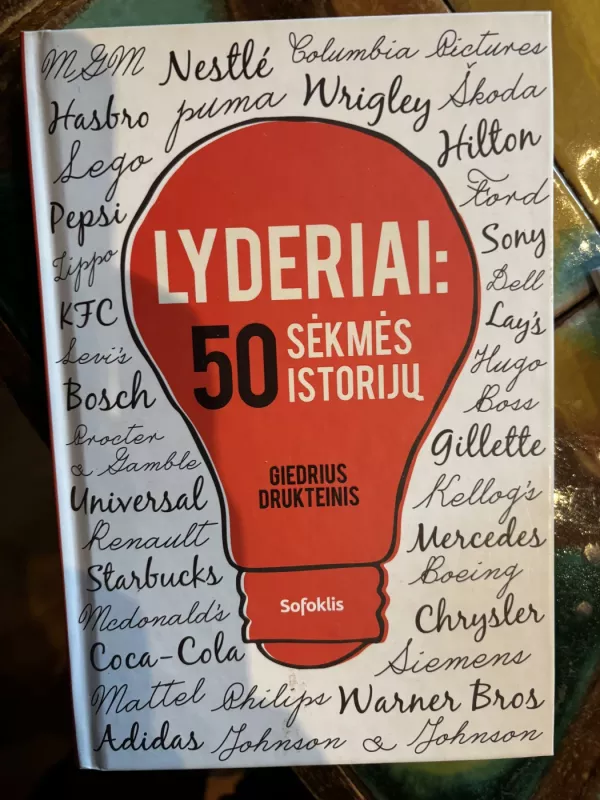 MGM Nestlé Columbia Pictures
Hasbro puma Wrigley Škoda
Lego Hilton
Pepsi Ford
Zippo Sony
KFC Dell
Levi's Lay's
Bosch Hugo
Boss
Procter
& Gamble Gillette
Universal Kellog's
Renault Mercedes
Starbucks Boeing
Mcdonald's Chrysler
Coca-Cola Siemens
Mattel Philips Warner Bros
Adidas Johnson & Johnson
LYDERIAI:
50 SĖKMĖS
ISTORIJŲ
GIEDRIUS
DRUKTEINIS
Sofoklis